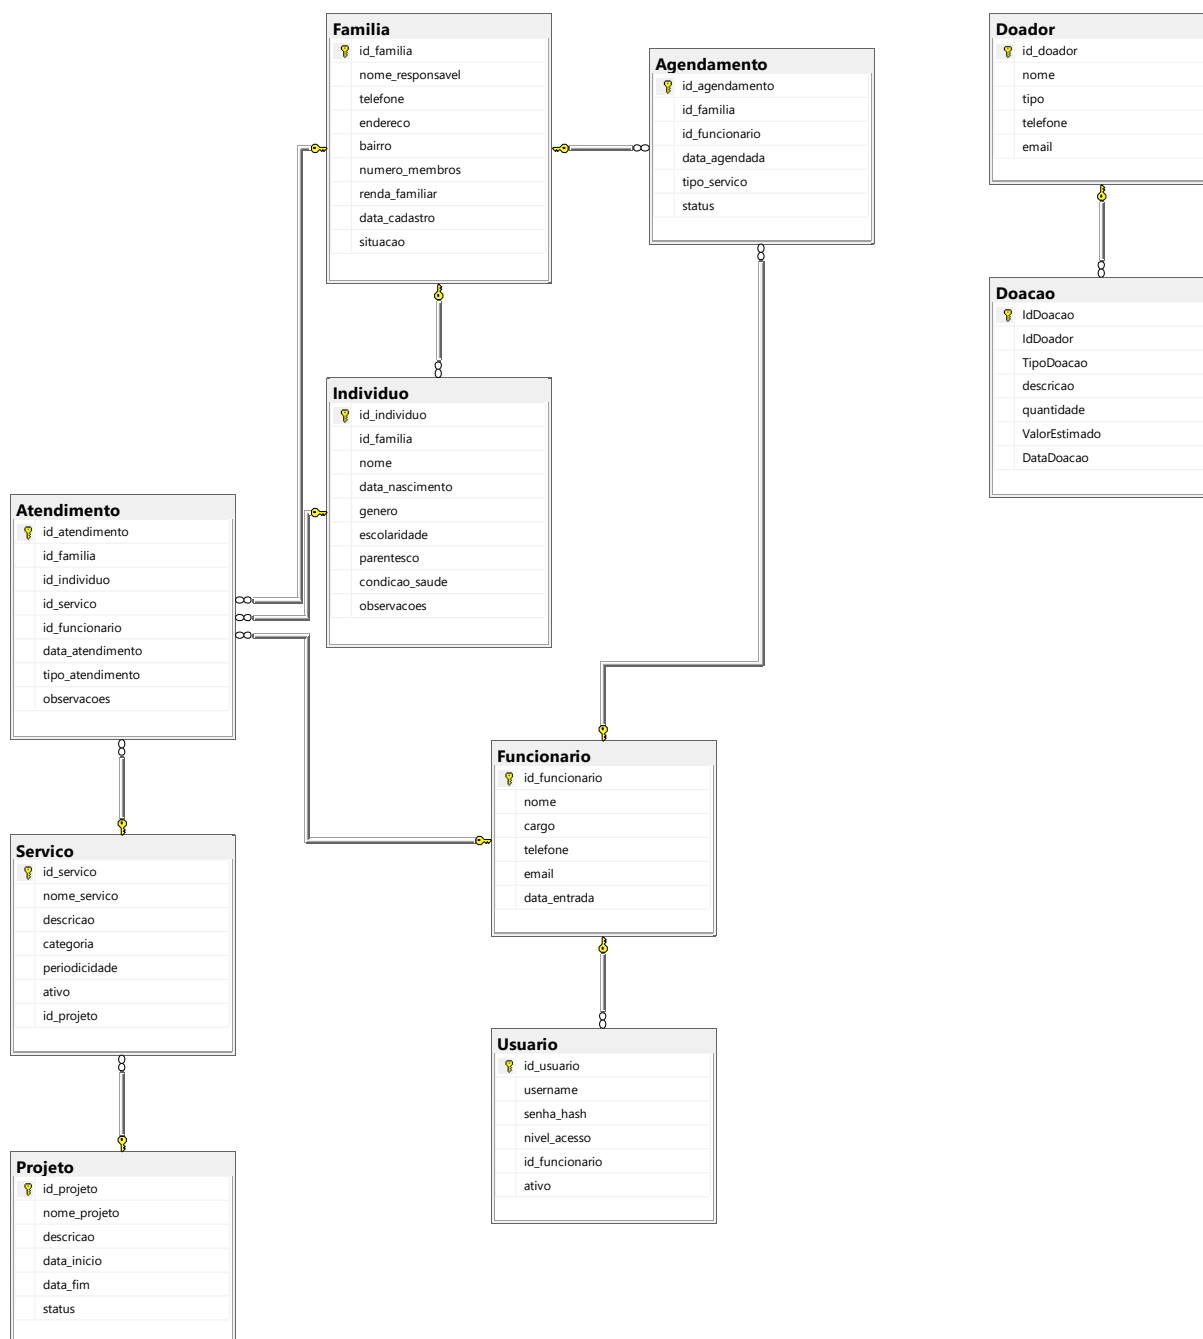 Familia
id_familia
nome_responsavel
telefone
endereco
bairro
numero_membros
renda_familiar
data_cadastro
situacao
Agendamento
id_agendamento
id_familia
id_funcionario
data_agendada
tipo_servico
status
Doador
id_doador
nome
tipo
telefone
email
Doacao
IdDoacao
IdDoador
TipoDoacao
descricao
quantidade
ValorEstimado
DataDoacao
Individuo
id_individuo
id_familia
nome
data_nascimento
genero
escolaridade
parentesco
condicao_saude
observacoes
Atendimento
id_atendimento
id_familia
id_individuo
id_servico
id_funcionario
data_atendimento
tipo_atendimento
observacoes
Funcionario
id_funcionario
nome
cargo
telefone
email
data_entrada
Servico
id_servico
nome_servico
descricao
categoria
periodicidade
ativo
id_projeto
Usuario
id_usuario
username
senha_hash
nivel_acesso
id_funcionario
ativo
Projeto
id_projeto
nome_projeto
descricao
data_inicio
data_fim
status